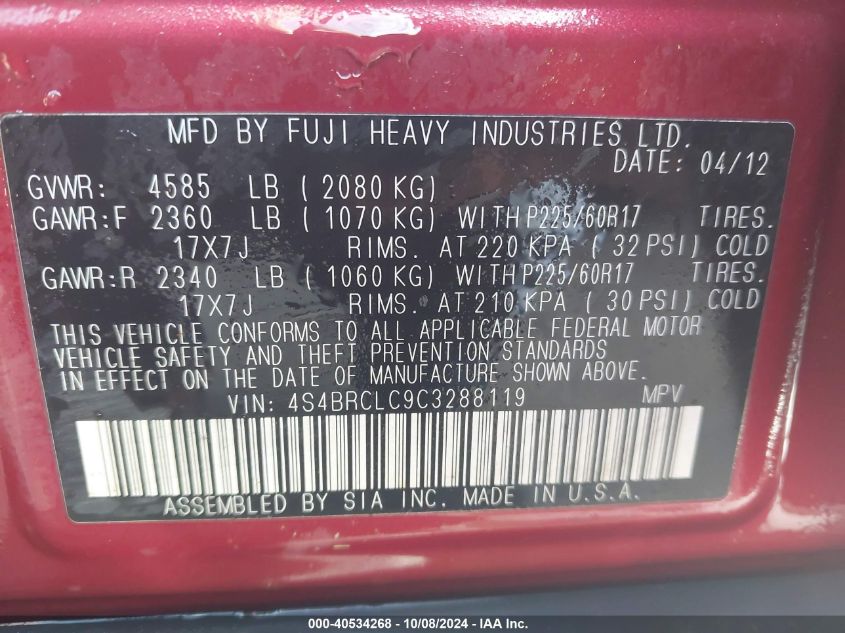 MFD BY FUJI HEAVY INDUSTRIES LTD.
DATE: 04/12
GVWR: 4585 LB ( 2080 KG)
GAWR:F 2360 LB ( 1070 KG) WITH P225/60R17 TIRES.
17X7J RIMS. AT 220 KPA ( 32 PSI) COLD
GAWR:R 2340 LB ( 1060 KG) WITH P225/60R17 TIRES.
17X7J RIMS. AT 210 KPA ( 30 PSI) COLD
THIS VEHICLE CONFORMS TO ALL APPLICABLE FEDERAL MOTOR
VEHICLE SAFETY AND THEFT PREVENTION STANDARDS
IN EFFECT ON THE DATE OF MANUFACTURE SHOWN ABOVE.
VIN: 4S4BRCLC9C3288119 MPV
ASSEMBLED BY SIA INC. MADE IN U.S.A.
000-40534268 - 10/08/2024 - www.iaai.com